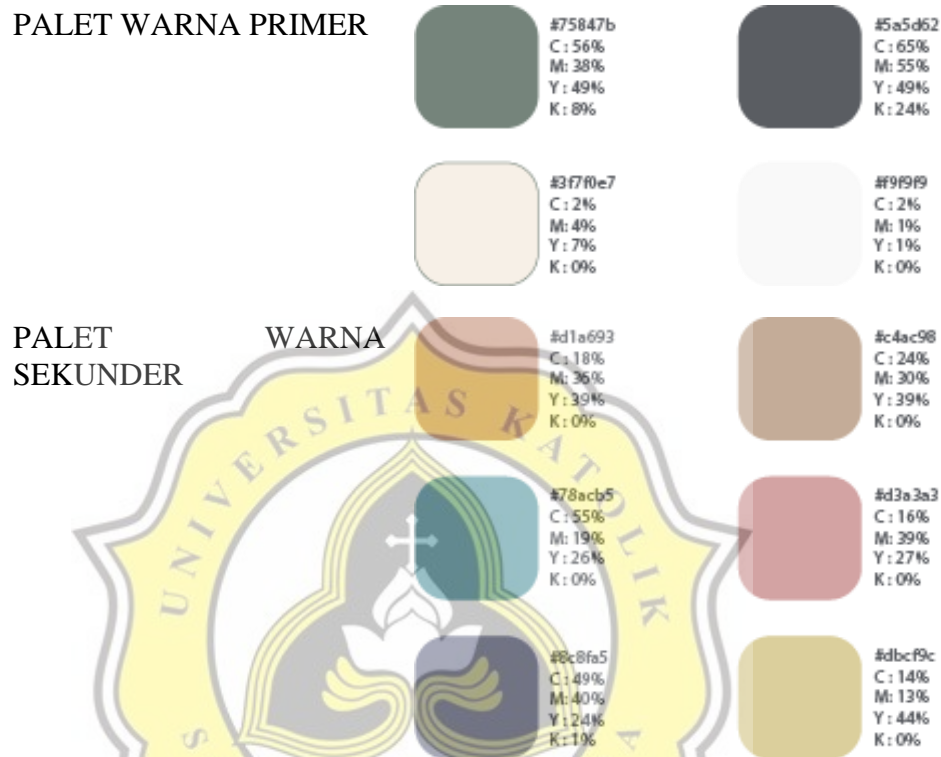 PALET WARNA PRIMER
#75847b
C : 56%
M: 38%
Y : 49%
K : 8%
#5a5d62
C : 65%
M: 55%
Y : 49%
K : 24%
#3f7f0e7
C : 2%
M: 4%
Y : 7%
K : 0%
#f9f9f9
C : 2%
M: 1%
Y : 1%
K : 0%
PALET WARNA
SEKUNDER
#d1a693
C : 18%
M: 36%
Y : 39%
K : 0%
#c4ac98
C : 24%
M: 30%
Y : 39%
K : 0%
#78acb5
C : 55%
M: 19%
Y : 26%
K : 0%
#d3a3a3
C : 16%
M: 39%
Y : 27%
K : 0%
#8c8fa5
C : 49%
M: 40%
Y : 24%
K : 1%
#dbcf9c
C : 14%
M: 13%
Y : 44%
K : 0%
UNIVERSITAS KATOLIK